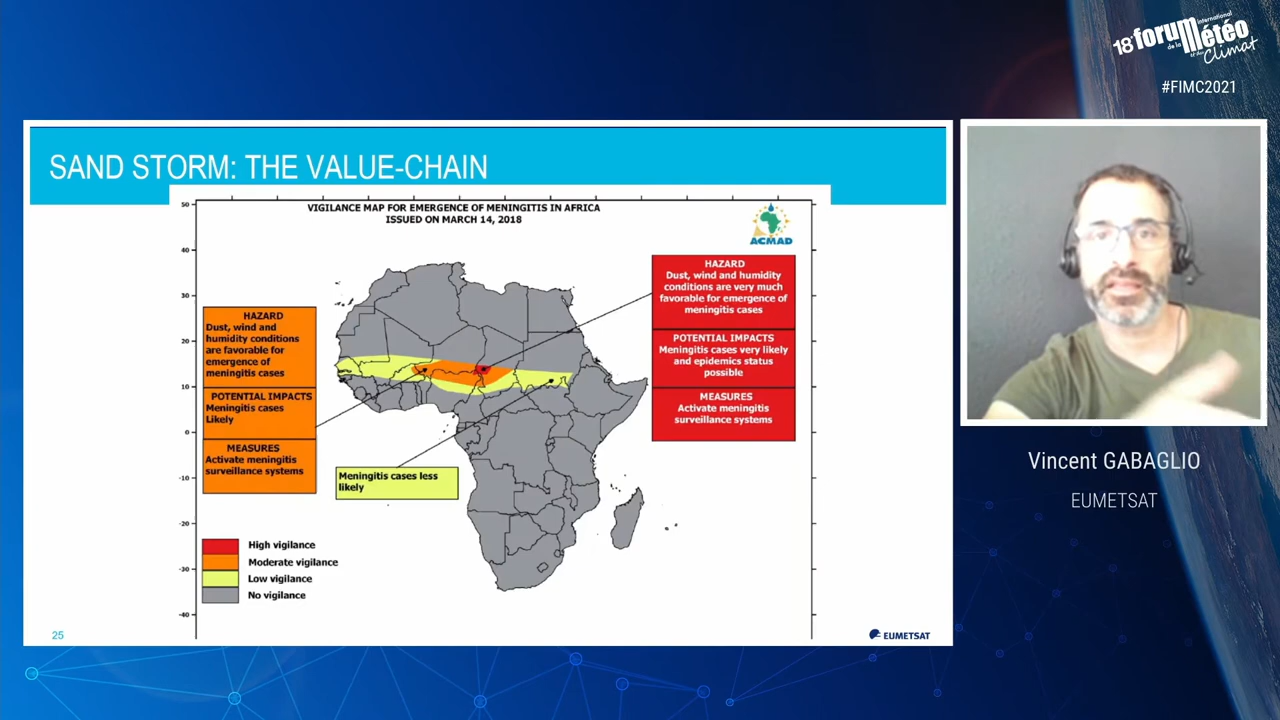 18e forum
international
de la météo
et du
Climat
#FIMC2021
SAND STORM: THE VALUE-CHAIN
VIGILANCE MAP FOR EMERGENCE OF MENINGITIS IN AFRICA
ISSUED ON MARCH 14, 2018
ACMAD
50
40
30
20
10
0
-10
-20
-30
-40
HAZARD
Dust, wind and
humidity conditions
are favorable for
emergence of
meningitis cases
POTENTIAL IMPACTS
Meningitis cases
Likely
MEASURES
Activate meningitis
surveillance systems
HAZARD
Dust, wind and humidity
conditions are very much
favorable for emergence of
meningitis cases
POTENTIAL IMPACTS
Meningitis cases very likely
and epidemics status
possible
MEASURES
Activate meningitis
surveillance systems
Meningitis cases less
likely
High vigilance
Moderate vigilance
Low vigilance
No vigilance
25
EUMETSAT
Vincent GABAGLIO
EUMETSAT